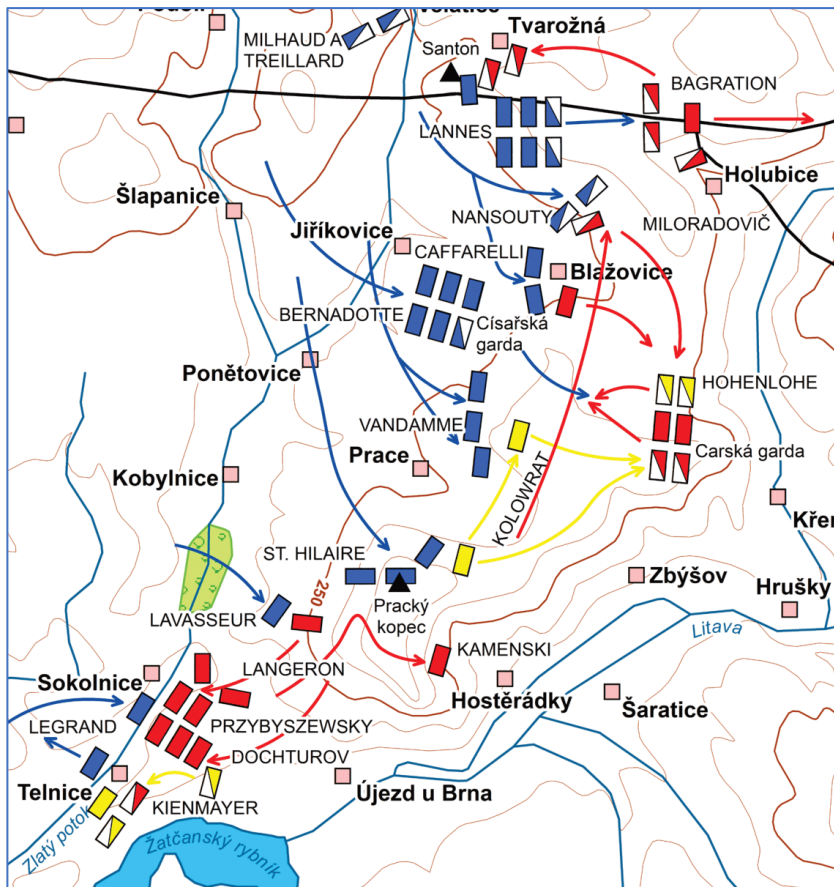 MILHAUD A
TREILLARD
Tvarožná
Santon
BAGRATION
LANNES
Holubice
Šlapanice
NANSOUTY
MILORADOVIČ
Jiříkovice
CAFFARELLI
Blažovice
BERNADOTTE
Císařská
garda
Ponětovice
HOHENLOHE
VANDAMME
Carská garda
Prace
KOLOWRAT
Kobylnice
Křen
ST. HILAIRE
Zbýšov
Hrušky
250
Pracký
kopec
LAVASSEUR
Litava
LANGERON
KAMENSKI
Sokolnice
Hostěrádky
Šaratice
LEGRAND
PRZYBYSZEWSKY
DOCHTUROV
Telnice
KIENMAYER
Újezd u Brna
Zlatý potok
Žatčanský rybník